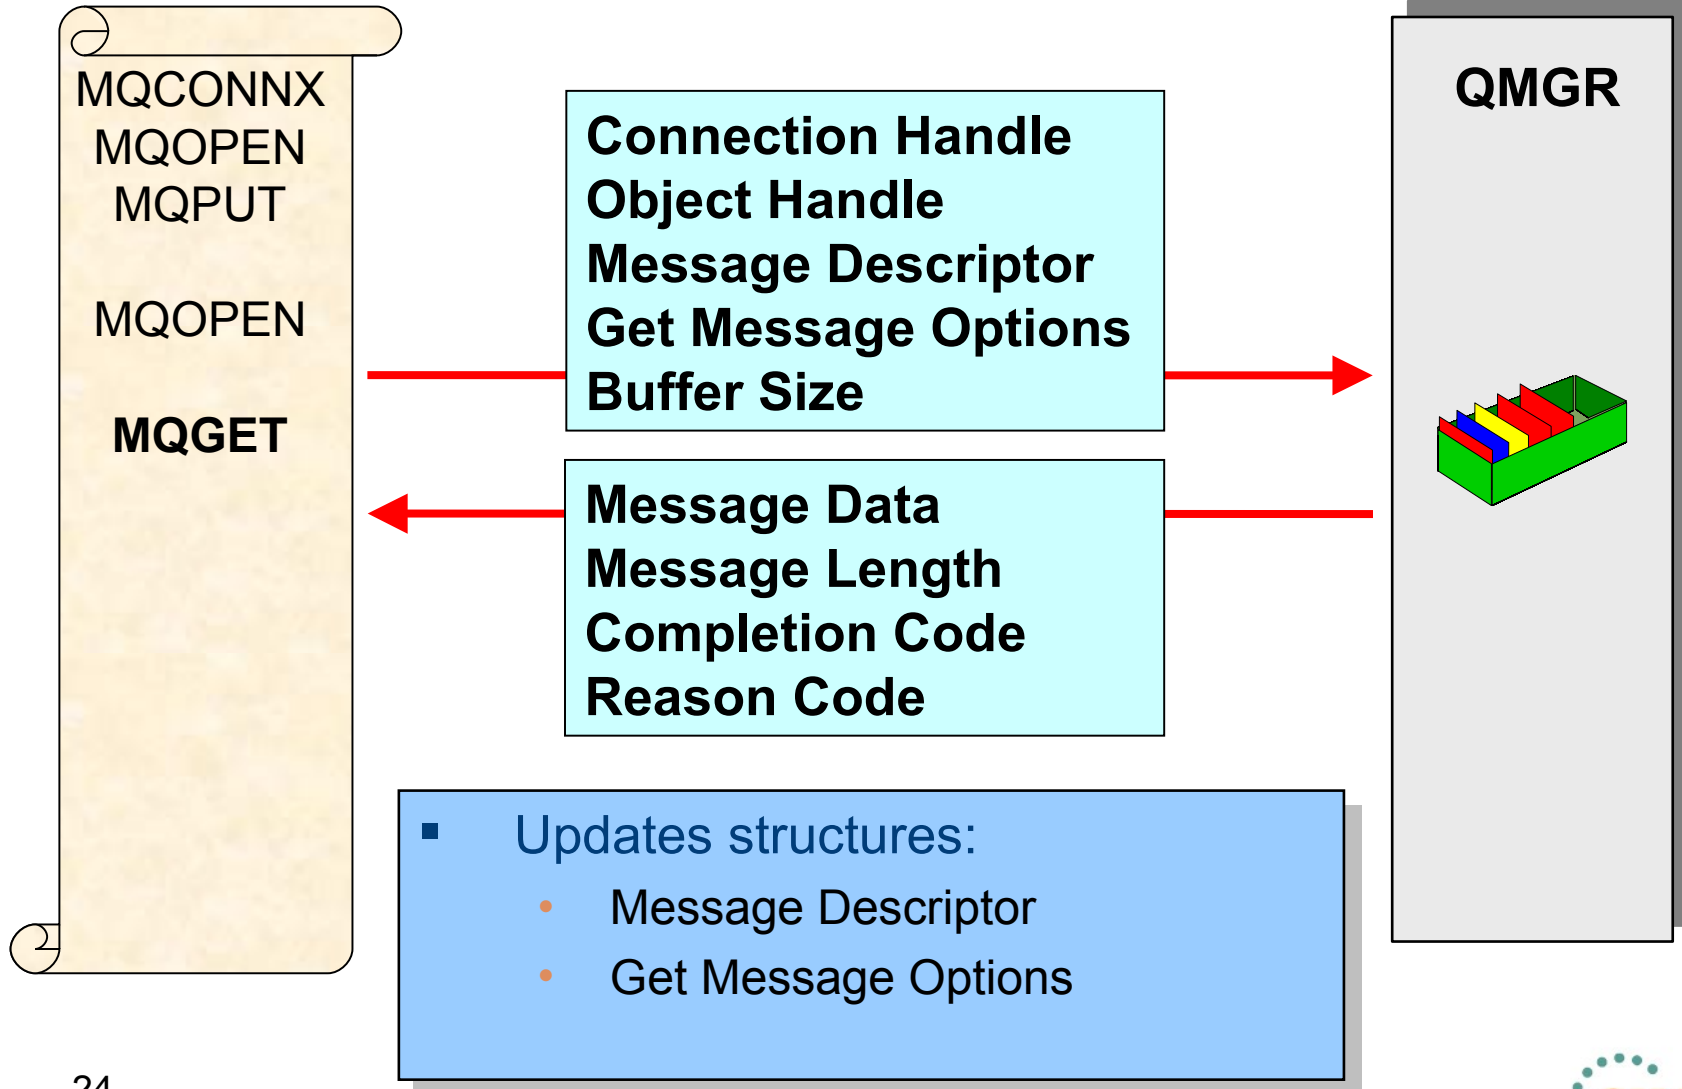 MQCONNX
MQOPEN
MQPUT
MQOPEN
MQGET
Connection Handle
Object Handle
Message Descriptor
Get Message Options
Buffer Size
Message Data
Message Length
Completion Code
Reason Code
QMGR
Updates structures:
Message Descriptor
Get Message Options
24